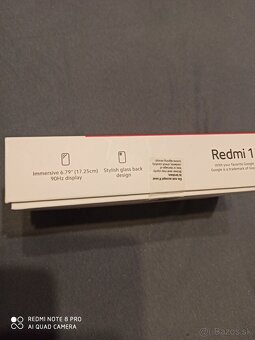 Immersive 6.79" (17.25cm)
90Hz display
Stylish glass back
design
Redmi 1
With your favorite Google
Google is a trademark of
REDMI NOTE 8 PRO
AI QUAD CAMERA
bazos.sk